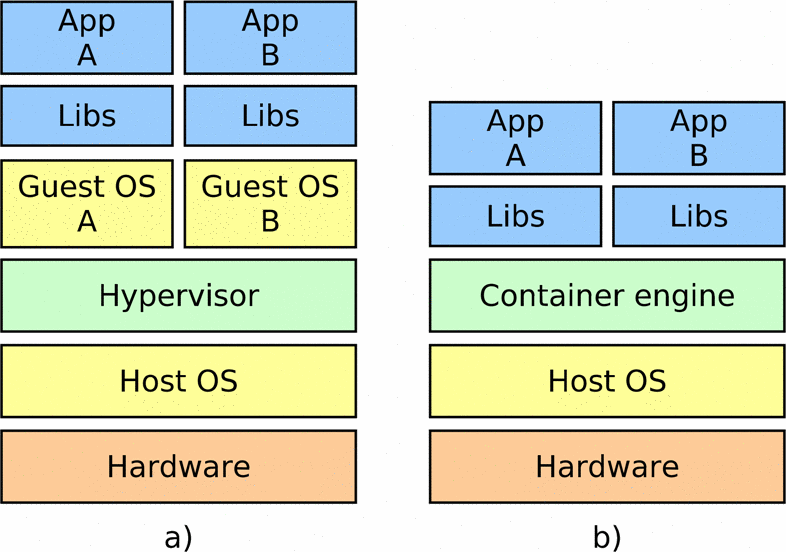 App
A
App
B
Libs
Libs
Guest OS
A
Guest OS
B
Hypervisor
Host OS
Hardware
a)
App
A
App
B
Libs
Libs
Container engine
Host OS
Hardware
b)